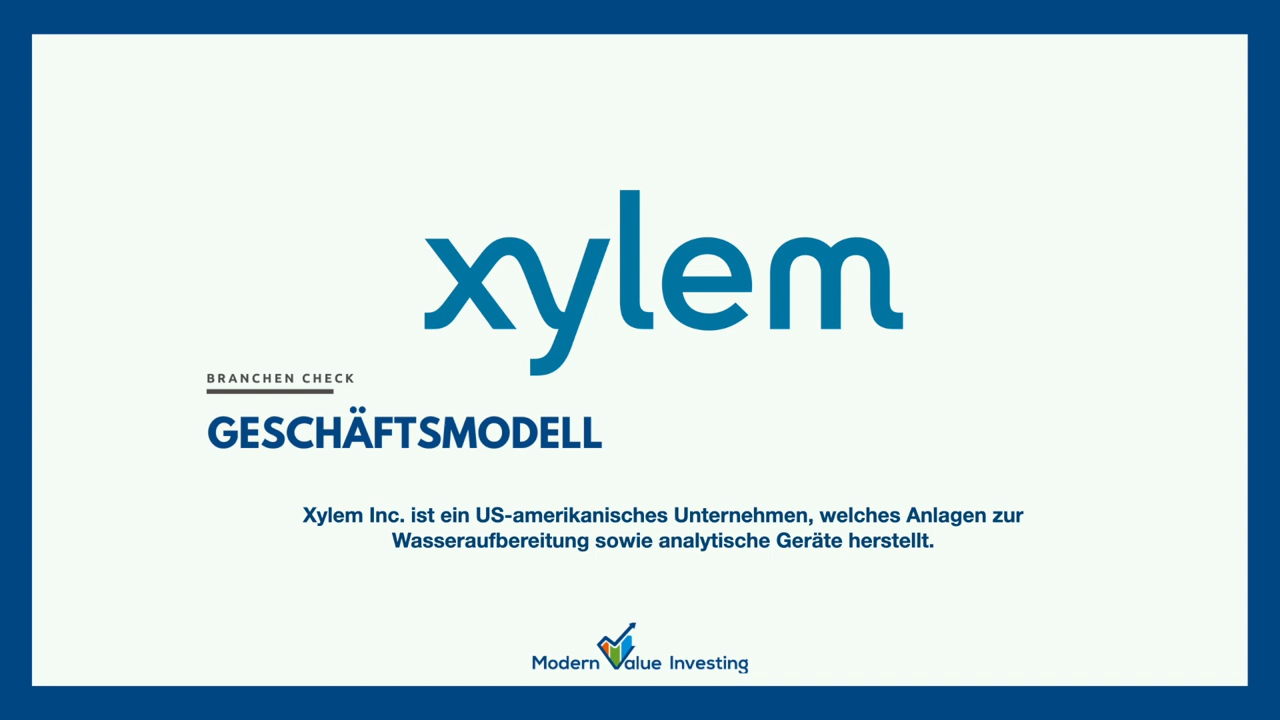 xylem
BRANCHEN CHECK
GESCHÄFTSMODELL
Xylem Inc. ist ein US-amerikanisches Unternehmen, welches Anlagen zur
Wasseraufbereitung sowie analytische Geräte herstellt.
Modern Value Investing